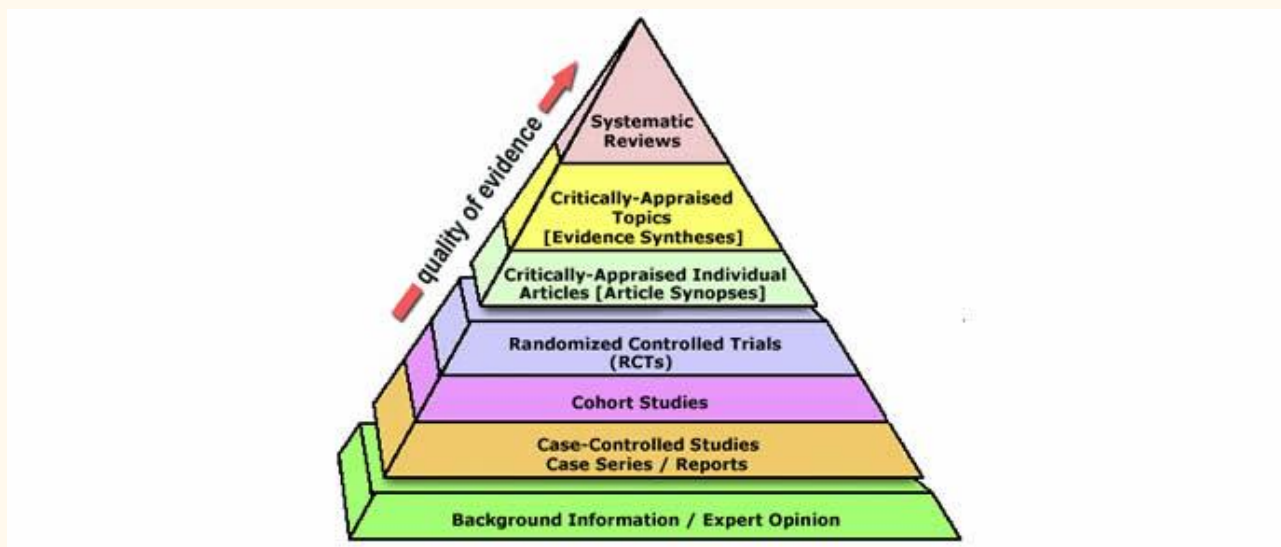 quality of evidence
Systematic
Reviews
Critically-Appraised
Topics
[Evidence Syntheses]
Critically-Appraised Individual
Articles [Article Synopses]
Randomized Controlled Trials
(RCTs)
Cohort Studies
Case-Controlled Studies
Case Series / Reports
Background Information / Expert Opinion